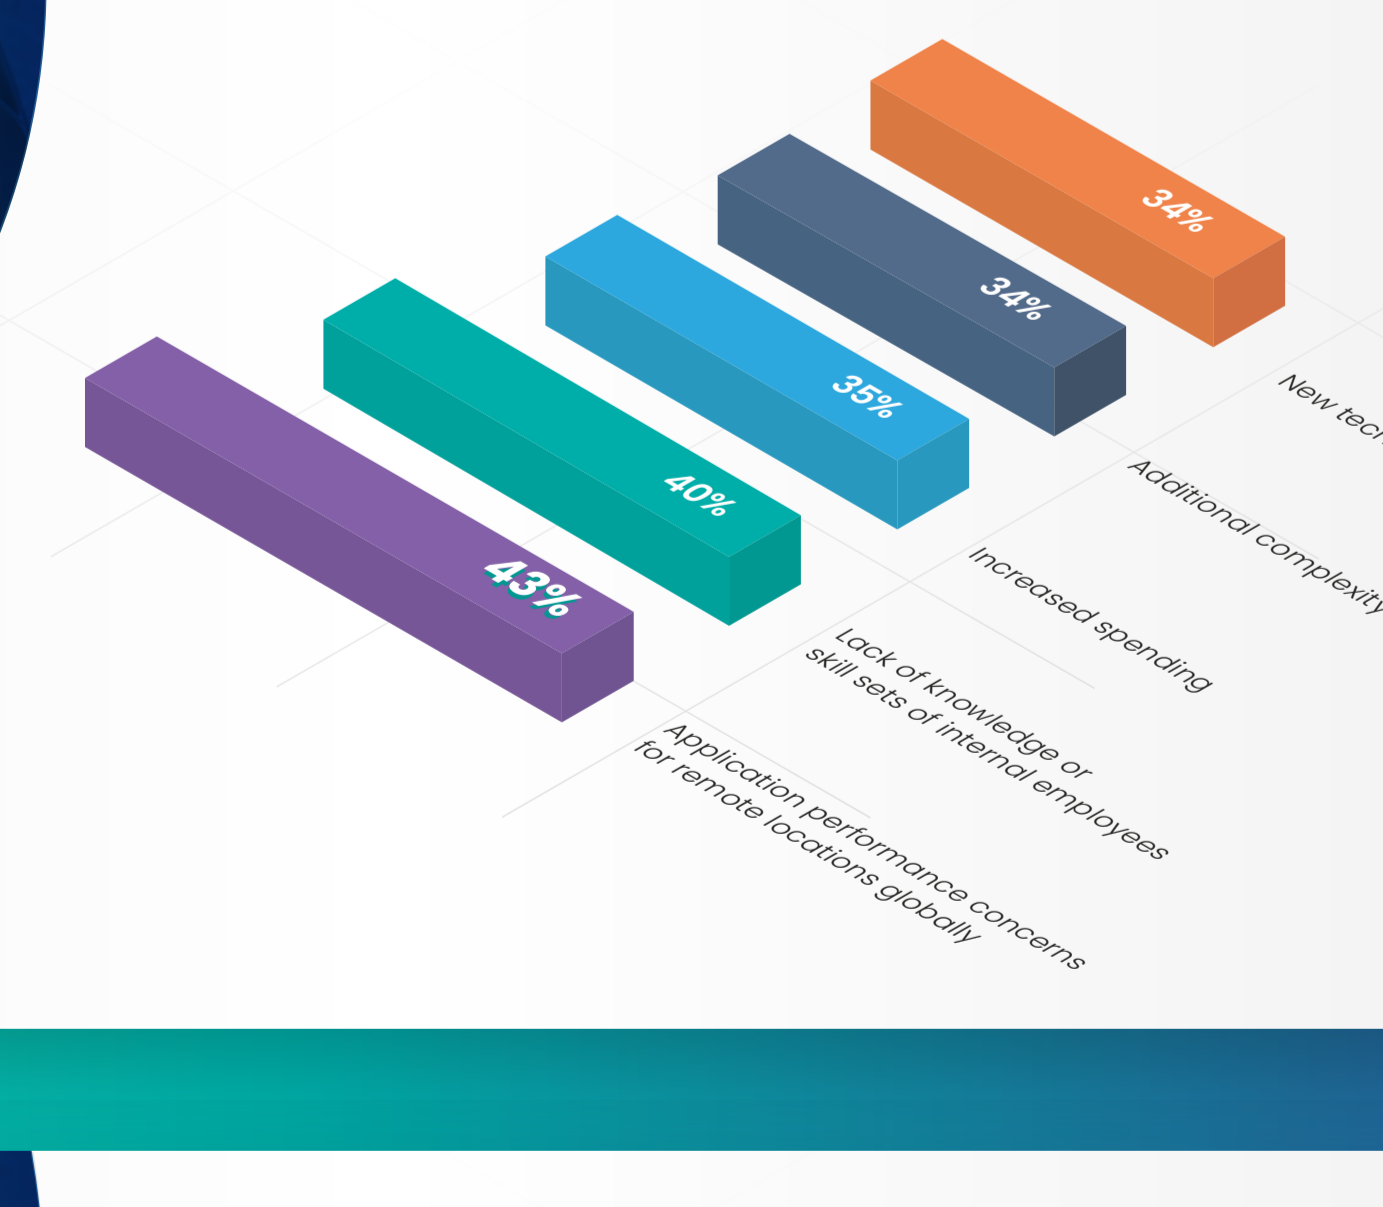 34%
34%
35%
40%
43%
New
Additional complexity
Increased spending
Lack of knowledge or
skill sets of internal employees
Application performance concerns
for remote locations globally